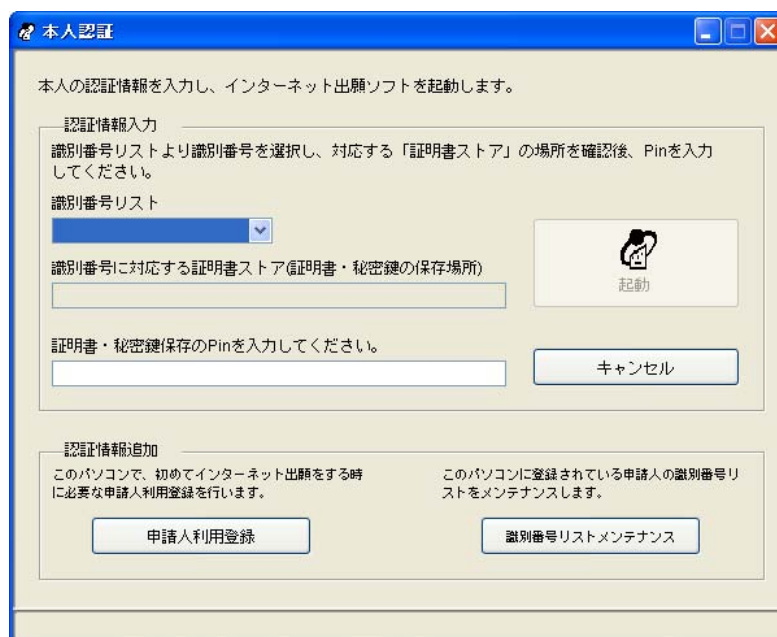 本人認証
本人の認証情報を入力し、インターネット出願ソフトを起動します。
認証情報入力
識別番号リストより識別番号を選択し、対応する「証明書ストア」の場所を確認後、Pinを入力
してください。
識別番号リスト
識別番号に対応する証明書ストア(証明書・秘密鍵の保存場所)
起動
証明書・秘密鍵保存のPinを入力してください。
キャンセル
認証情報追加
このパソコンで、初めてインターネット出願をする時
に必要な申請人利用登録を行います。
申請人利用登録
このパソコンに登録されている申請人の識別番号リ
ストをメンテナンスします。
識別番号リストメンテナンス